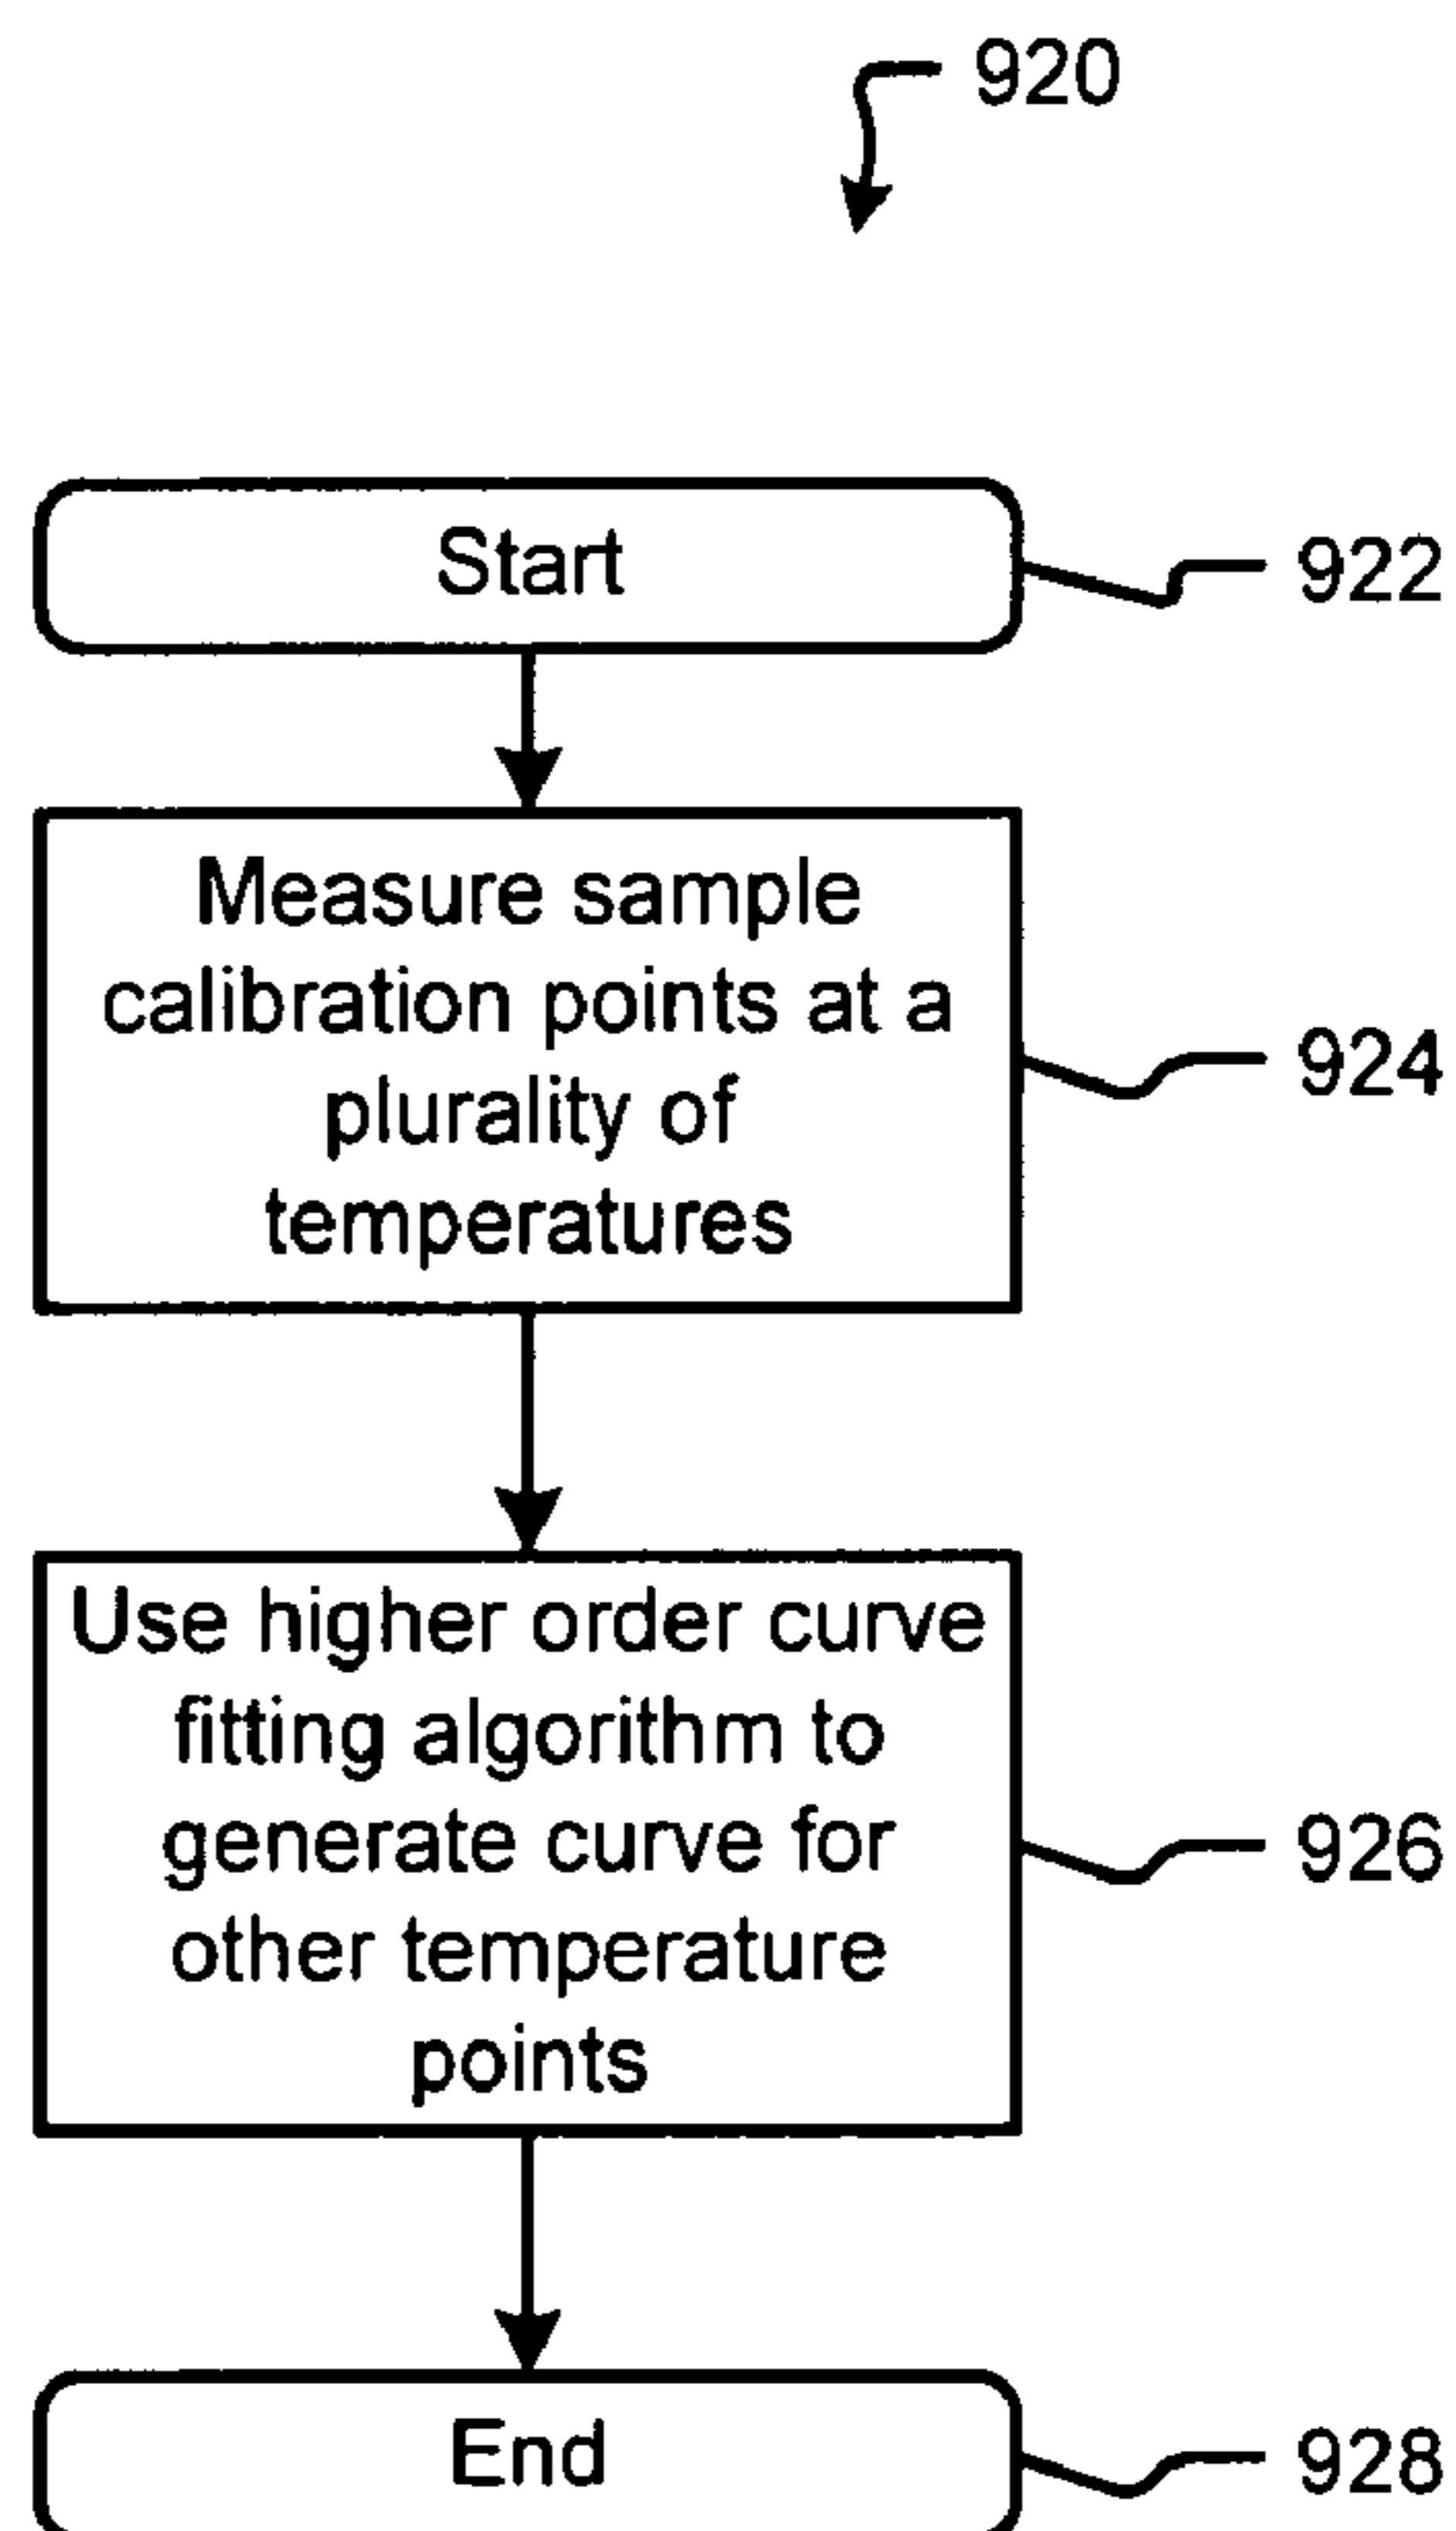 920
Start
922
Measure sample
calibration points at a
plurality of
temperatures
924
Use higher order curve
fitting algorithm to
generate curve for
other temperature
points
926
End
928